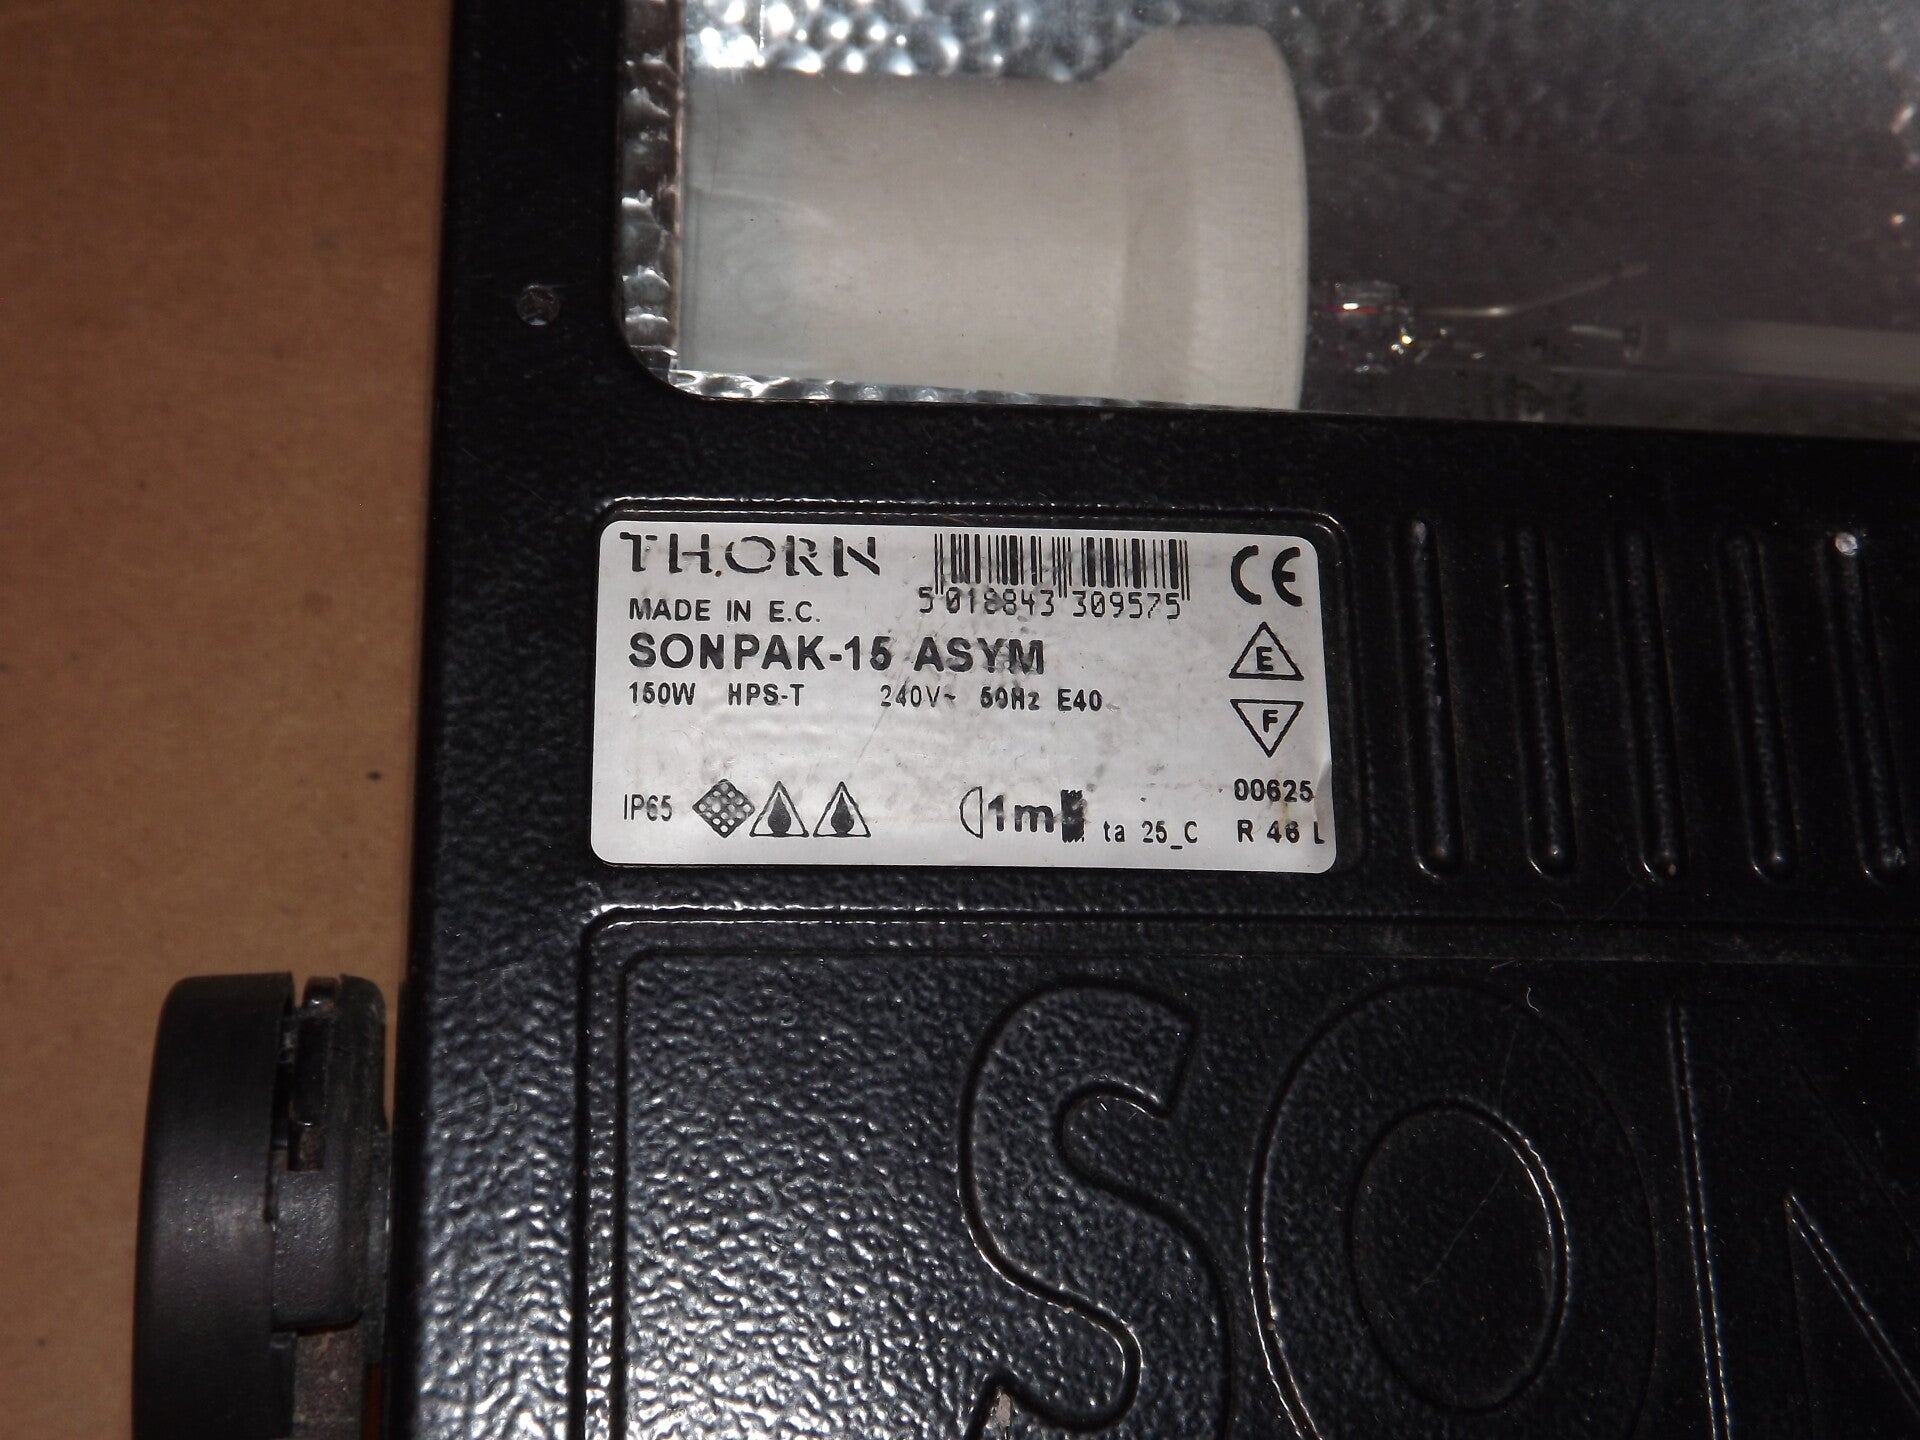 THORN
5 018843 309575
CE
MADE IN E.C.
SONPAK-15 ASYM
E
150W HPS-T 240V~ 50Hz E40
F
IP65
1m
ta 25_C
00625
R 46 L
SON